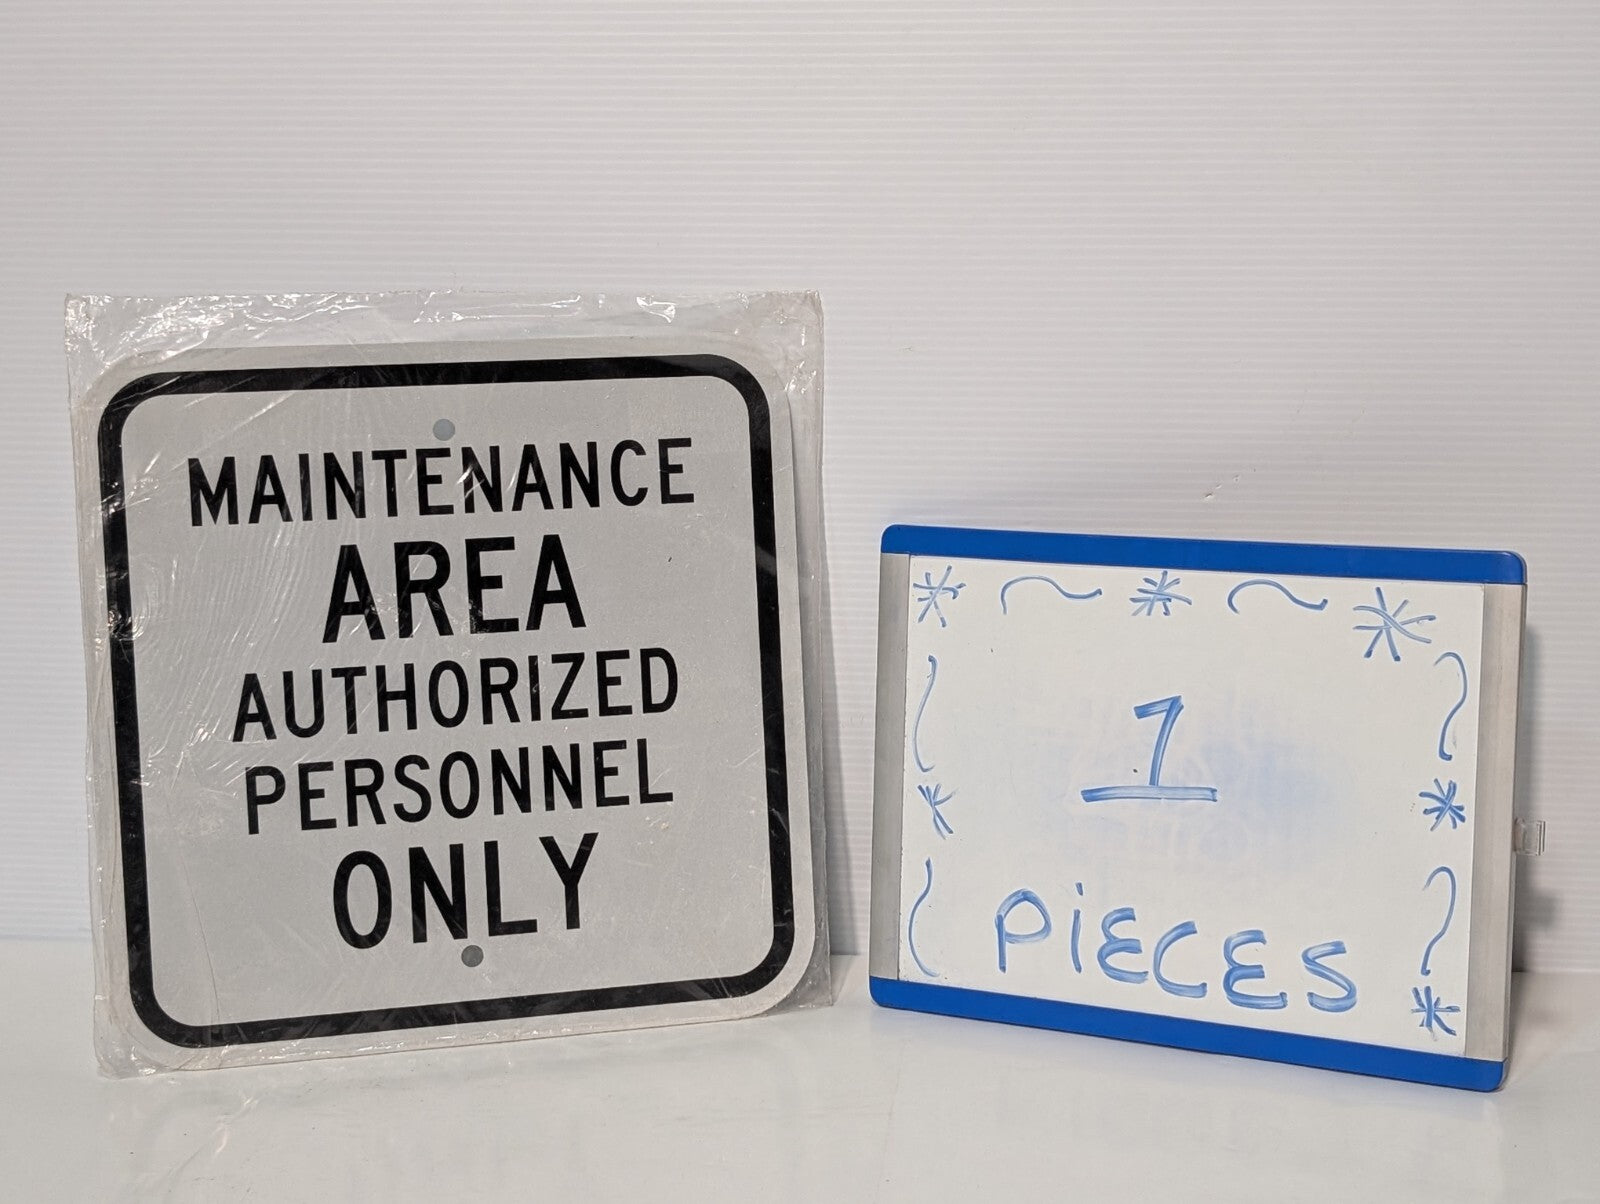 MAINTENANCE
AREA
AUTHORIZED
PERSONNEL
ONLY
1
PiECES